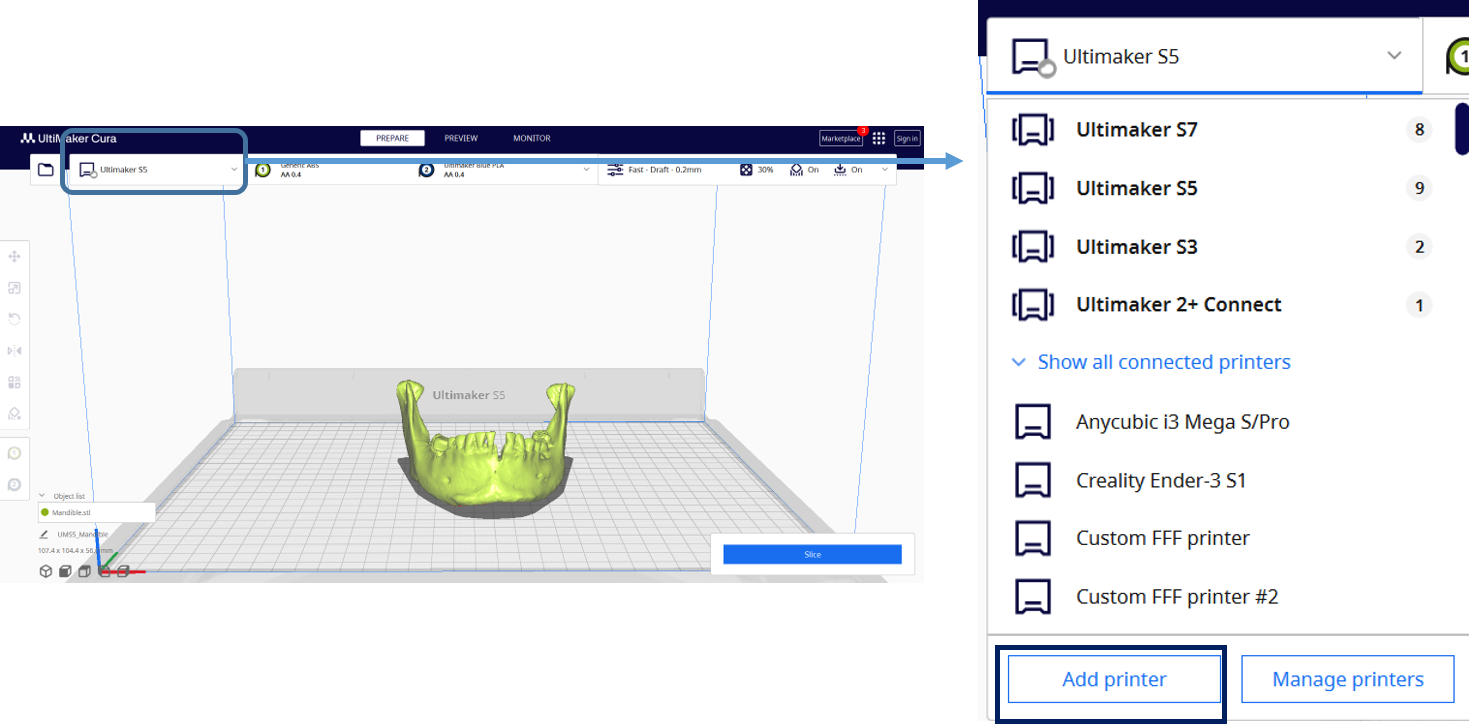 UltiMaker Cura
PREPARE
PREVIEW
MONITOR
Marketplace
3
Sign in
Ultimaker S5
1
Generic ABS
AA 0.4
2
Ultimaker Blue PLA
AA 0.4
Fast - Draft - 0.2mm
30%
On
On
Ultimaker S5
Object list
Mandible.stl
UMS5_Mandible
107.4 x 104.4 x 56. mm
Slice
Ultimaker S5
1
Ultimaker S7 8
Ultimaker S5 9
Ultimaker S3 2
Ultimaker 2+ Connect 1
Show all connected printers
Anycubic i3 Mega S/Pro
Creality Ender-3 S1
Custom FFF printer
Custom FFF printer #2
Add printer
Manage printers